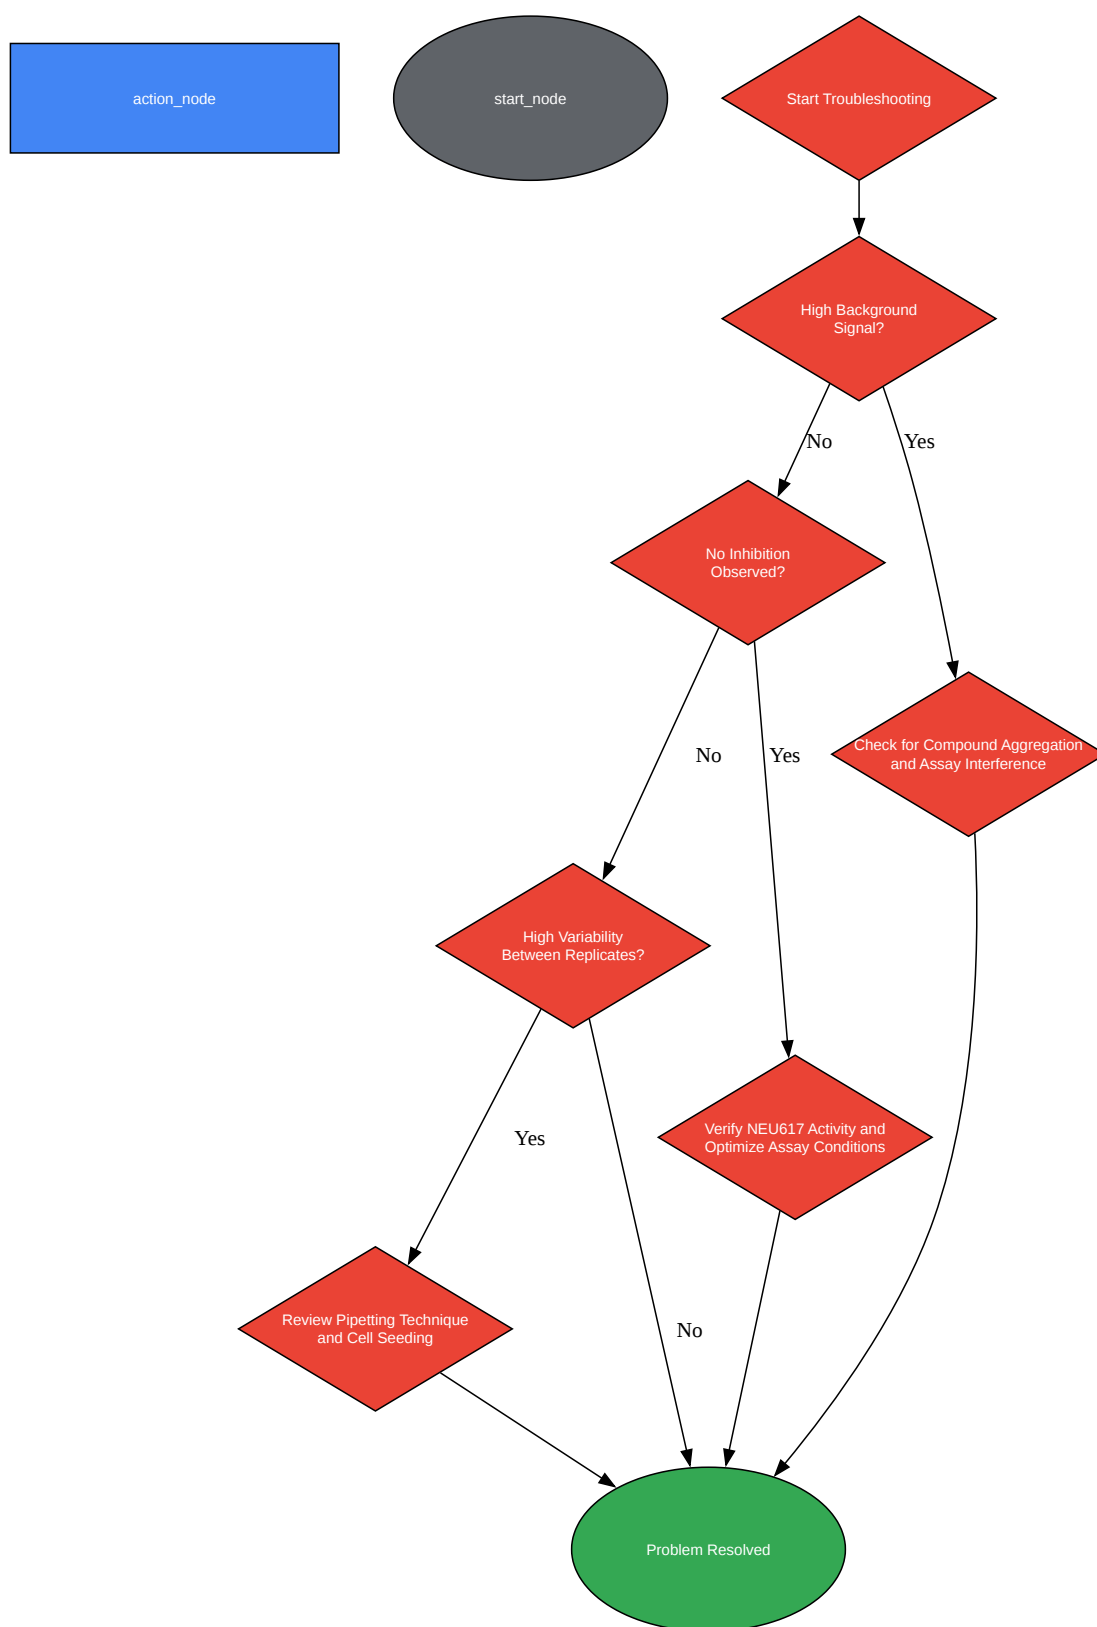 action_node
start_node
Start Troubleshooting
High Background
Signal?
No
Yes
No Inhibition
Observed?
No
Yes
Check for Compound Aggregation
and Assay Interference
High Variability
Between Replicates?
Yes
Verify NEU617 Activity and
Optimize Assay Conditions
Review Pipetting Technique
and Cell Seeding
No
Problem Resolved